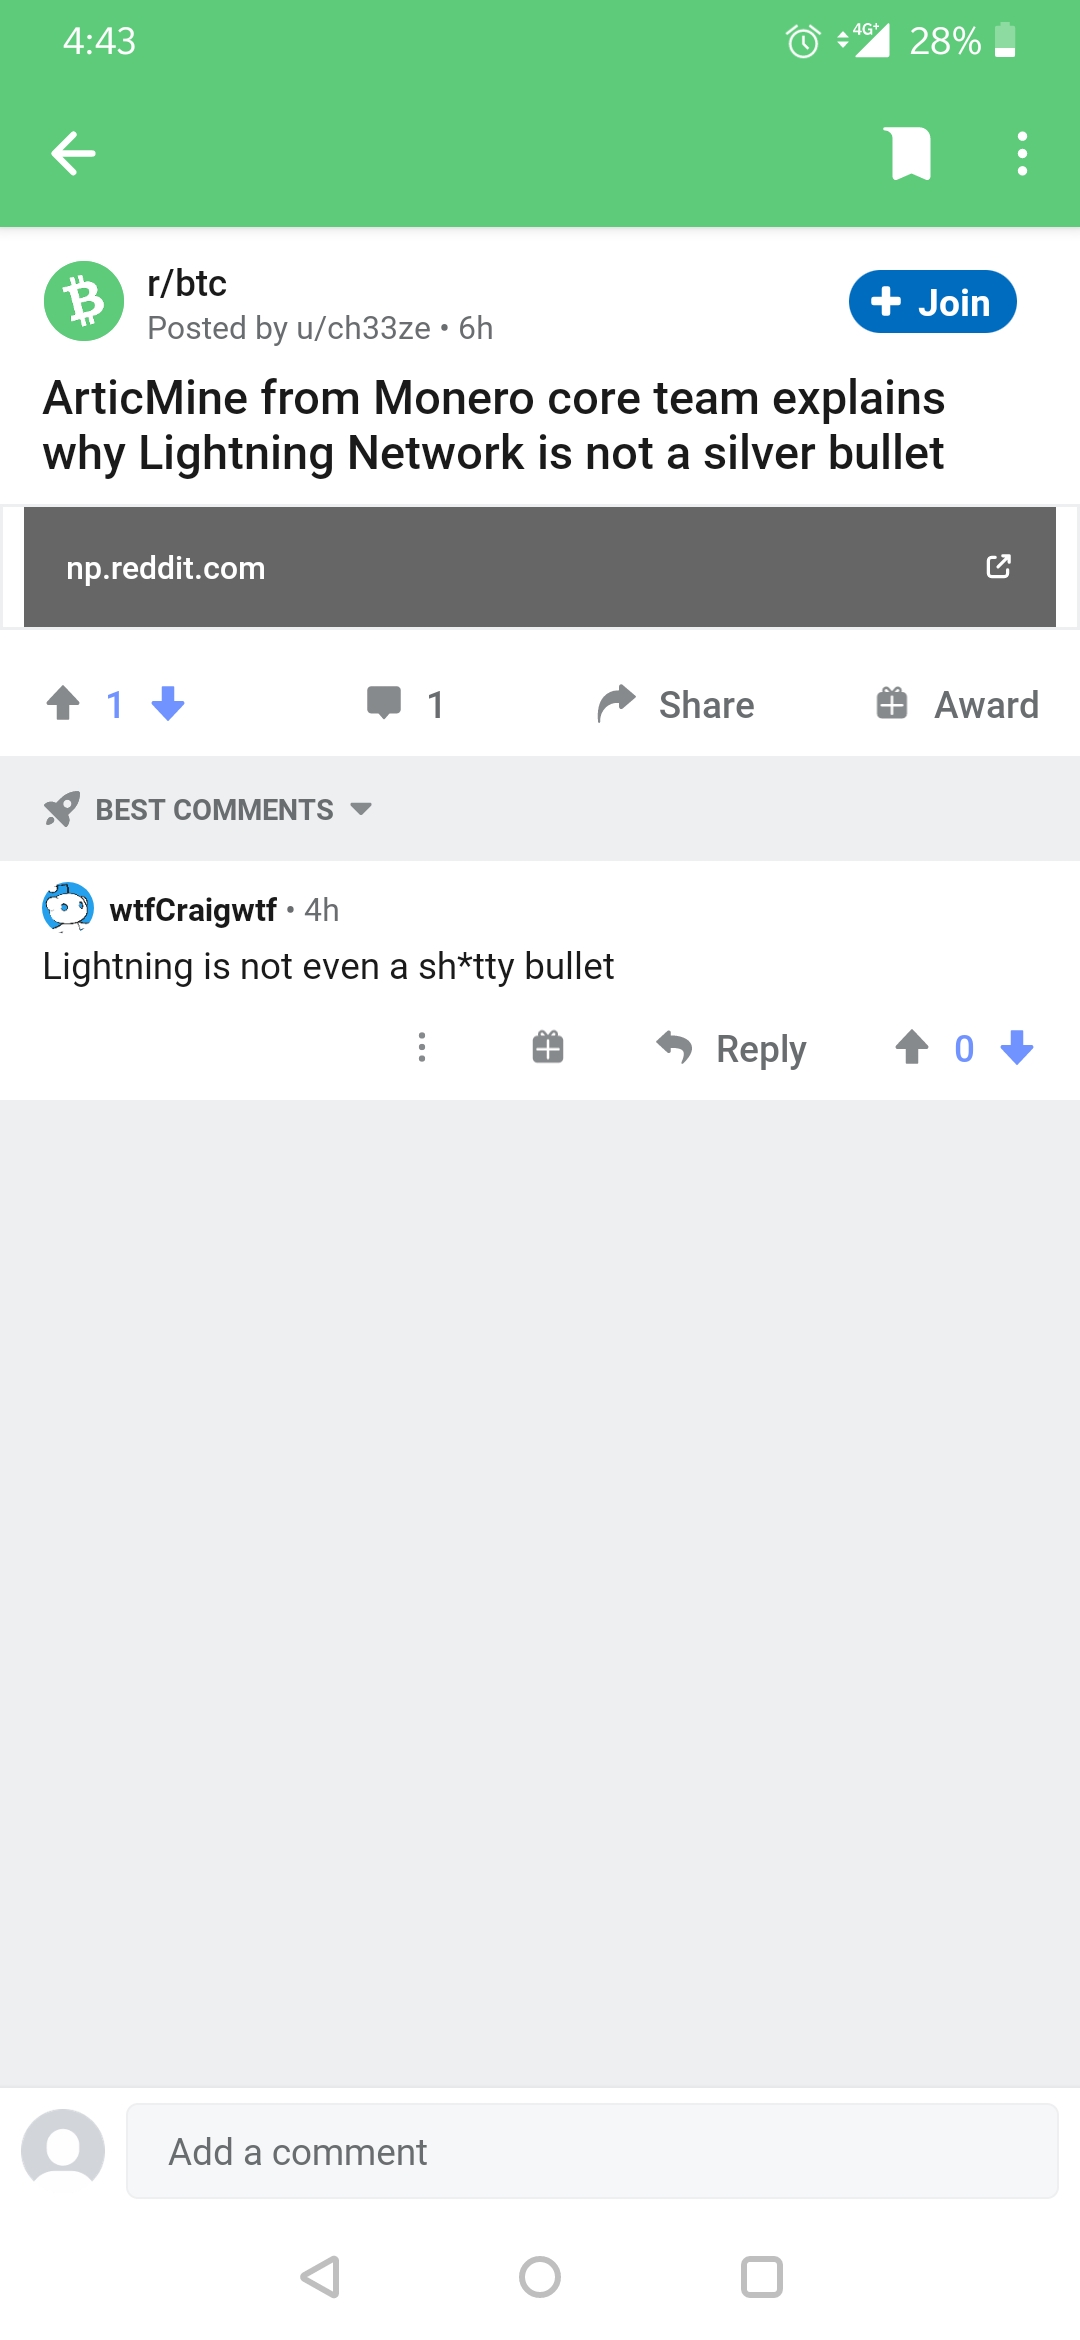 4:43
4G+ 28%
r/btc
Posted by u/ch33ze • 6h
Join
ArticMine from Monero core team explains
why Lightning Network is not a silver bullet
np.reddit.com
1 1 Share Award
BEST COMMENTS
wtfCraigwtf • 4h
Lightning is not even a sh*tty bullet
Reply 0
Add a comment